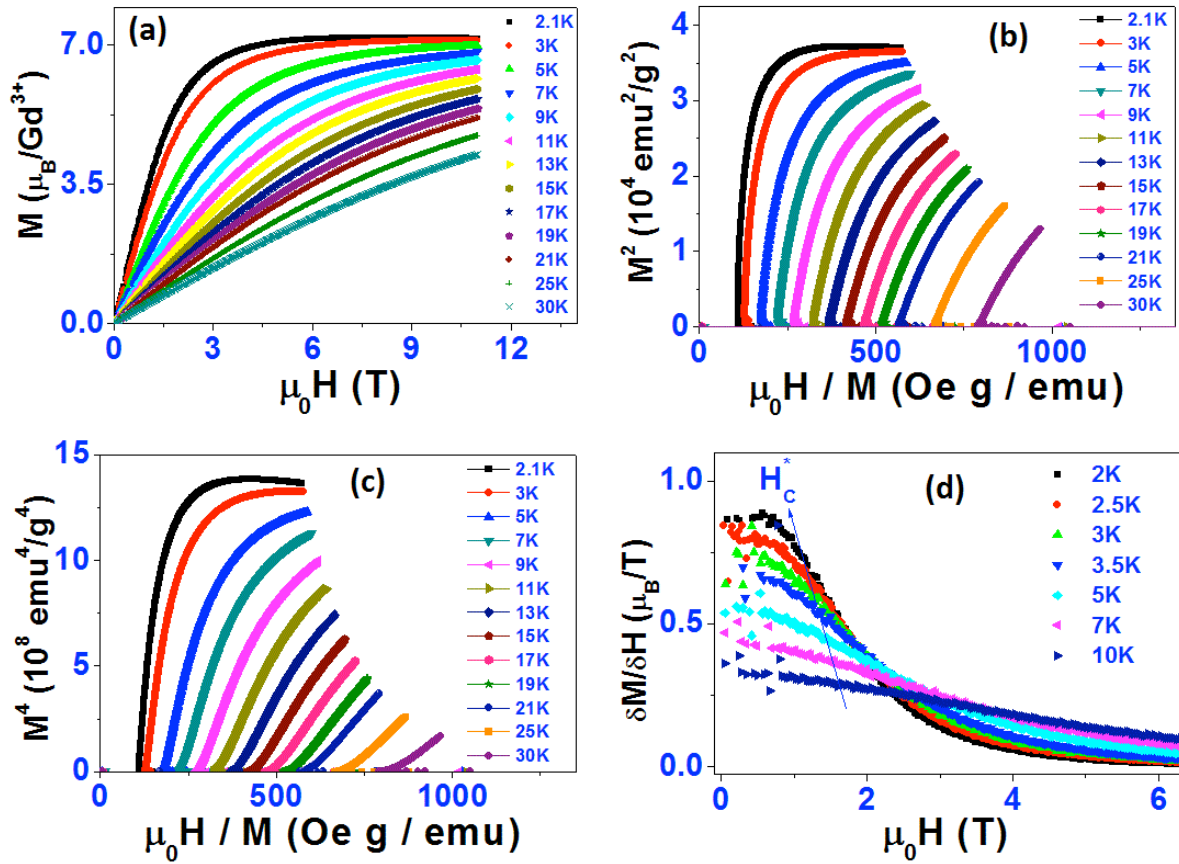 (a)
M (μB/Gd3+)
7.0
3.5
0.0
0
3
6
9
12
μ0H (T)
2.1K
3K
5K
7K
9K
11K
13K
15K
17K
19K
21K
25K
30K
(b)
M2 (104 emu2/g2)
4
3
2
1
0
500
1000
μ0H / M (Oe g / emu)
2.1K
3K
5K
7K
9K
11K
13K
15K
17K
19K
21K
25K
30K
(c)
M4 (108 emu4/g4)
15
10
5
0
0
500
1000
μ0H / M (Oe g / emu)
2.1K
3K
5K
7K
9K
11K
13K
15K
17K
19K
21K
25K
30K
(d)
HC*
δM/δH (μB/T)
1.0
0.5
0.0
0
2
4
6
μ0H (T)
2K
2.5K
3K
3.5K
5K
7K
10K